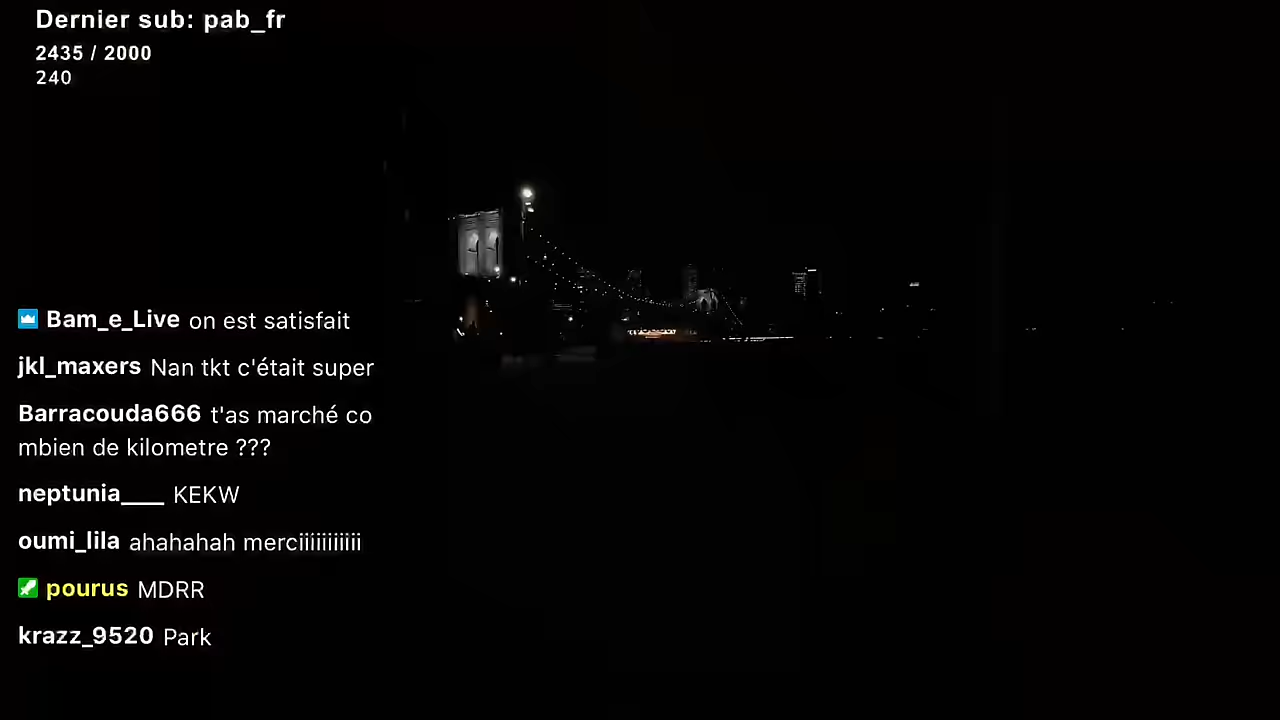 Dernier sub: pab_fr
2435 / 2000
240
Bam_e_Live on est satisfait
jkl_maxers Nan tkt c'était super
Barracouda666 t'as marché co
mbien de kilometre ???
neptunia____ KEKW
oumi_lila ahahahah merciiiiiiiiiii
pourus MDRR
krazz_9520 Park